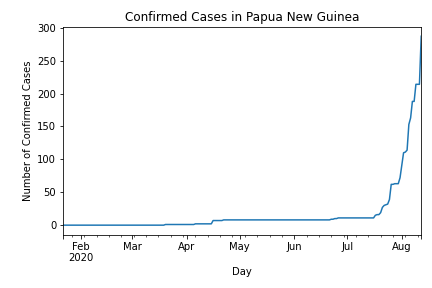 Confirmed Cases in Papua New Guinea
Number of Confirmed Cases
300
250
200
150
100
50
0
Feb
2020
Mar
Apr
May
Jun
Jul
Aug
Day